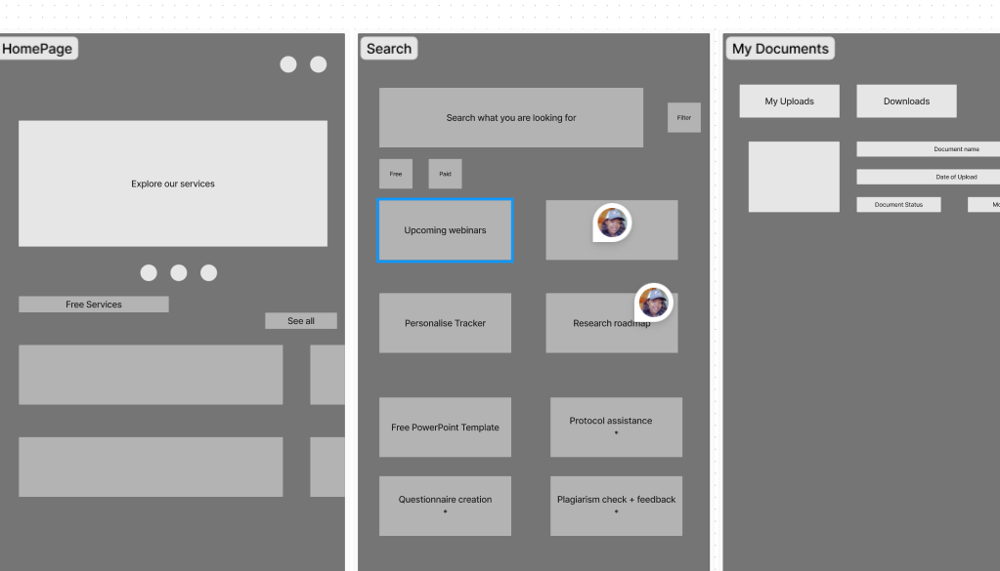 HomePage
Explore our services
Free Services
See all
Search
Search what you are looking for
Filter
Free
Paid
Upcoming webinars
Personalise Tracker
Research roadmap
Free PowerPoint Template
Protocol assistance
*
Questionnaire creation
*
Plagiarism check + feedback
*
My Documents
My Uploads
Downloads
Document name
Date of Upload
Document Status